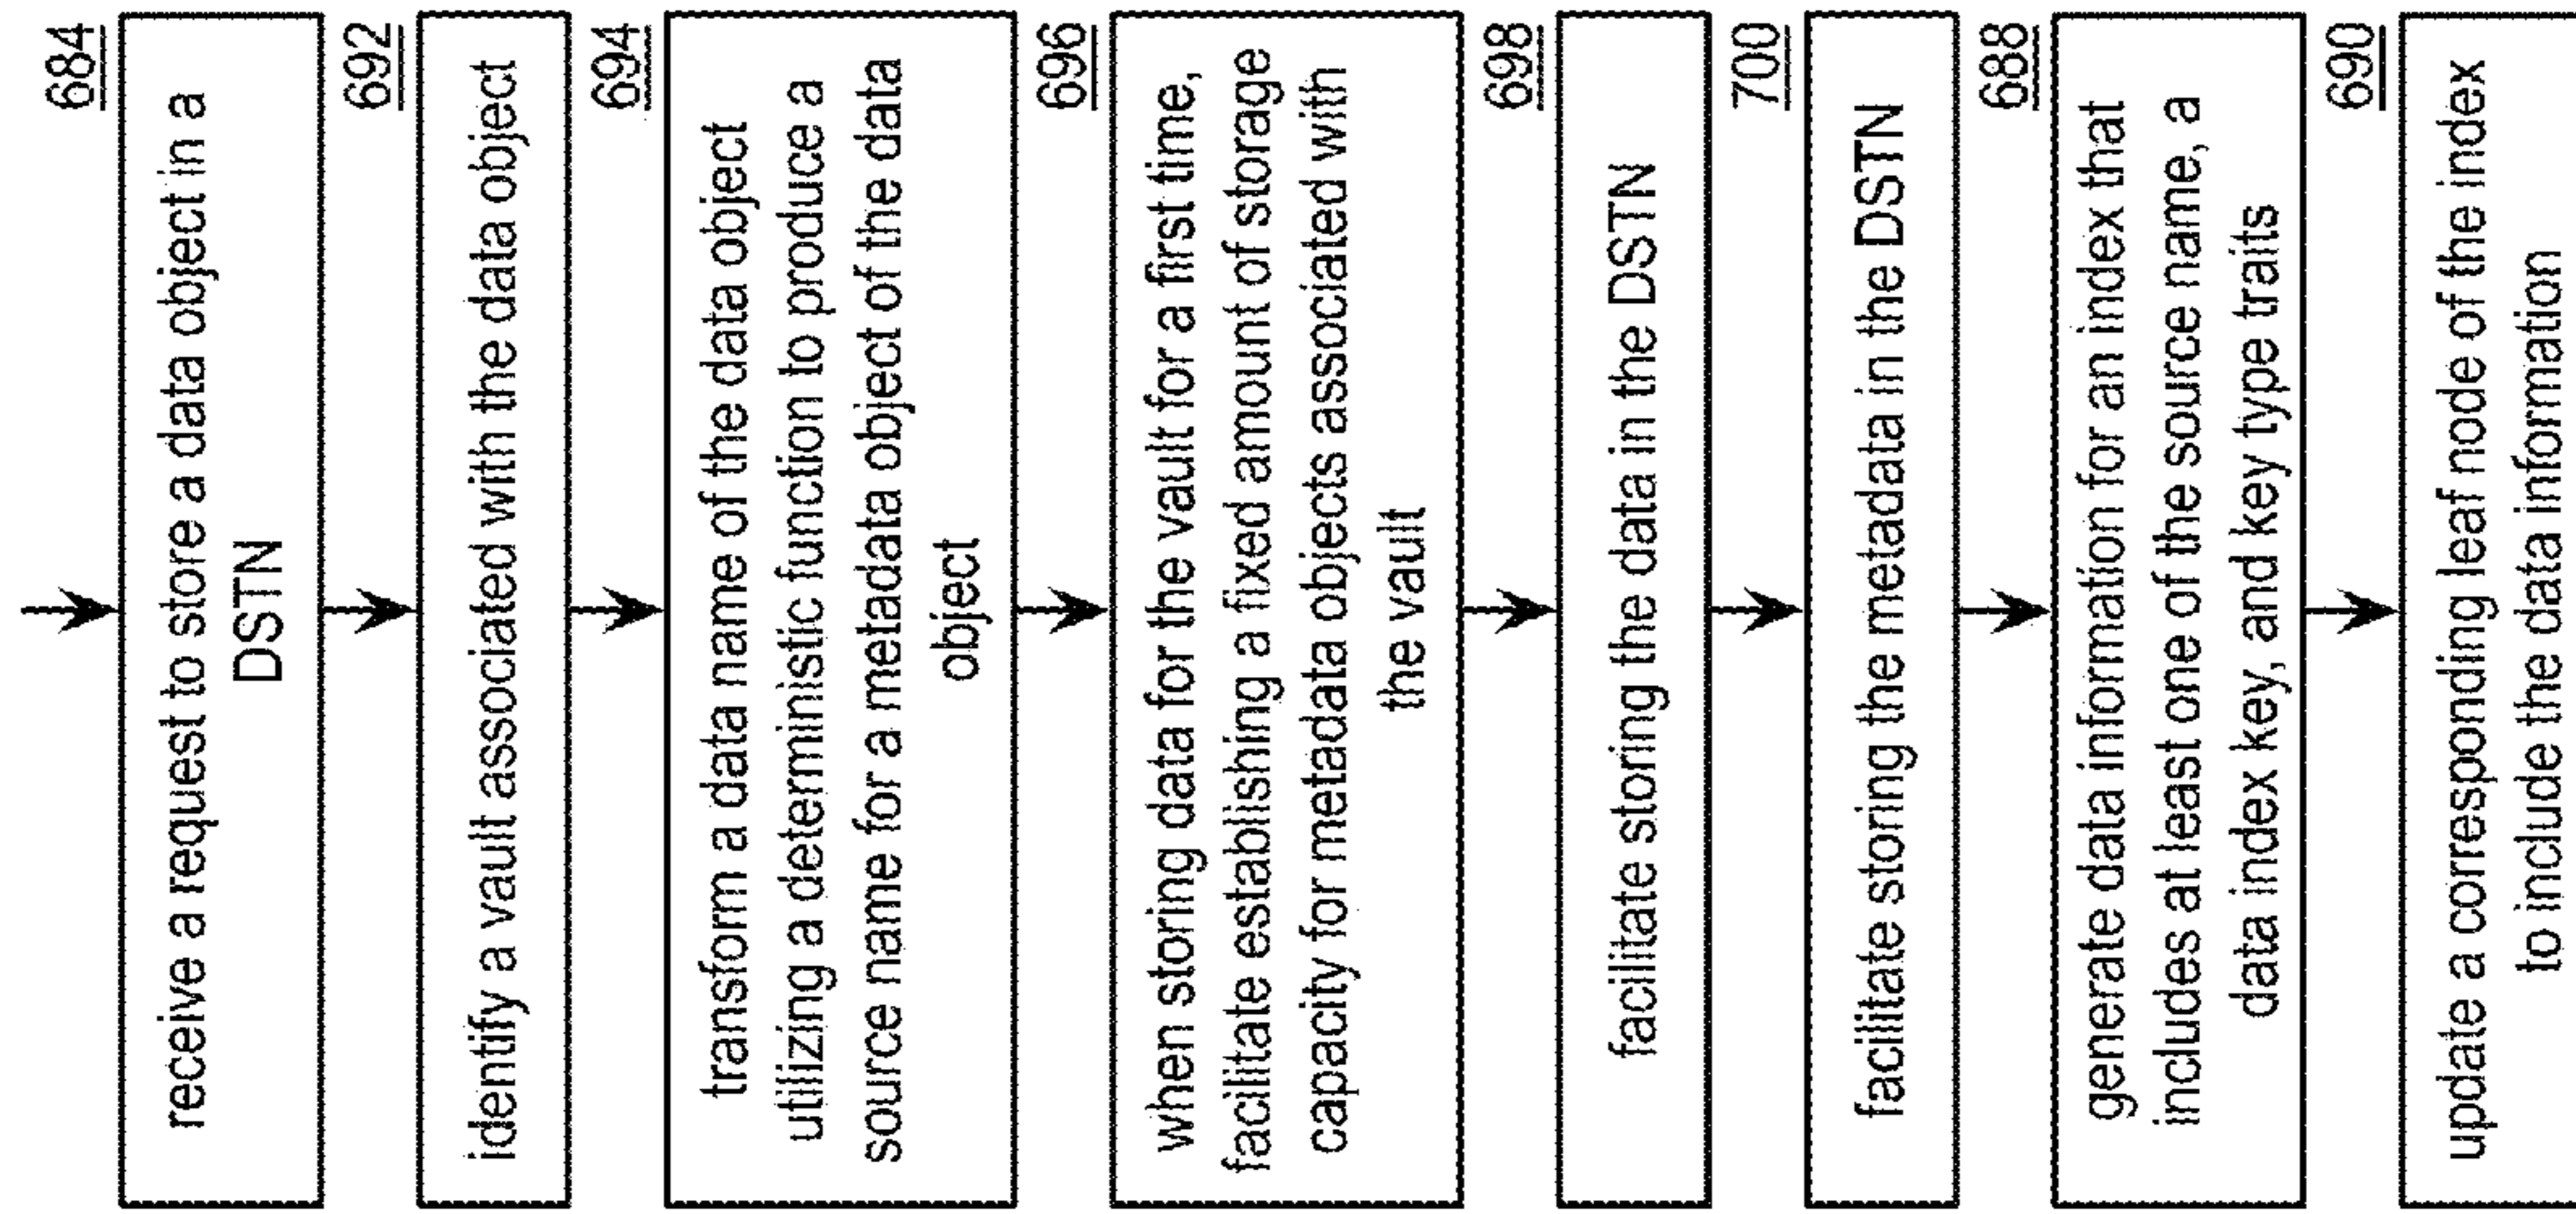 684
receive a request to store a data object in a
DSTN
692
identify a vault associated with the data object
694
transform a data name of the data object
utilizing a deterministic function to produce a
source name for a metadata object of the data
object
696
when storing data for the vault for a first time,
facilitate establishing a fixed amount of storage
capacity for metadata objects associated with
the vault
698
facilitate storing the data in the DSTN
700
facilitate storing the metadata in the DSTN
688
generate data information for an index that
includes at least one of the source name, a
data index key, and key type traits
690
update a corresponding leaf node of the index
to include the data information